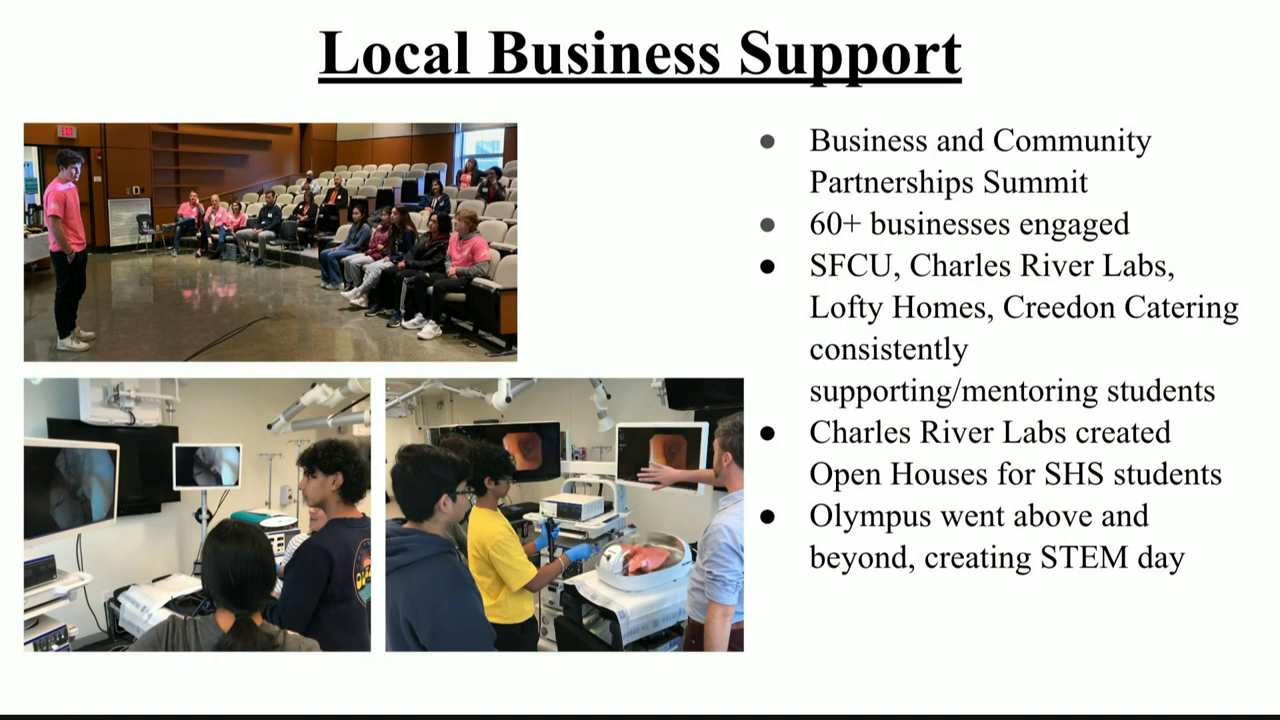 Local Business Support
● Business and Community
Partnerships Summit
● 60+ businesses engaged
● SFCU, Charles River Labs,
Lofty Homes, Creedon Catering
consistently
supporting/mentoring students
● Charles River Labs created
Open Houses for SHS students
● Olympus went above and
beyond, creating STEM day